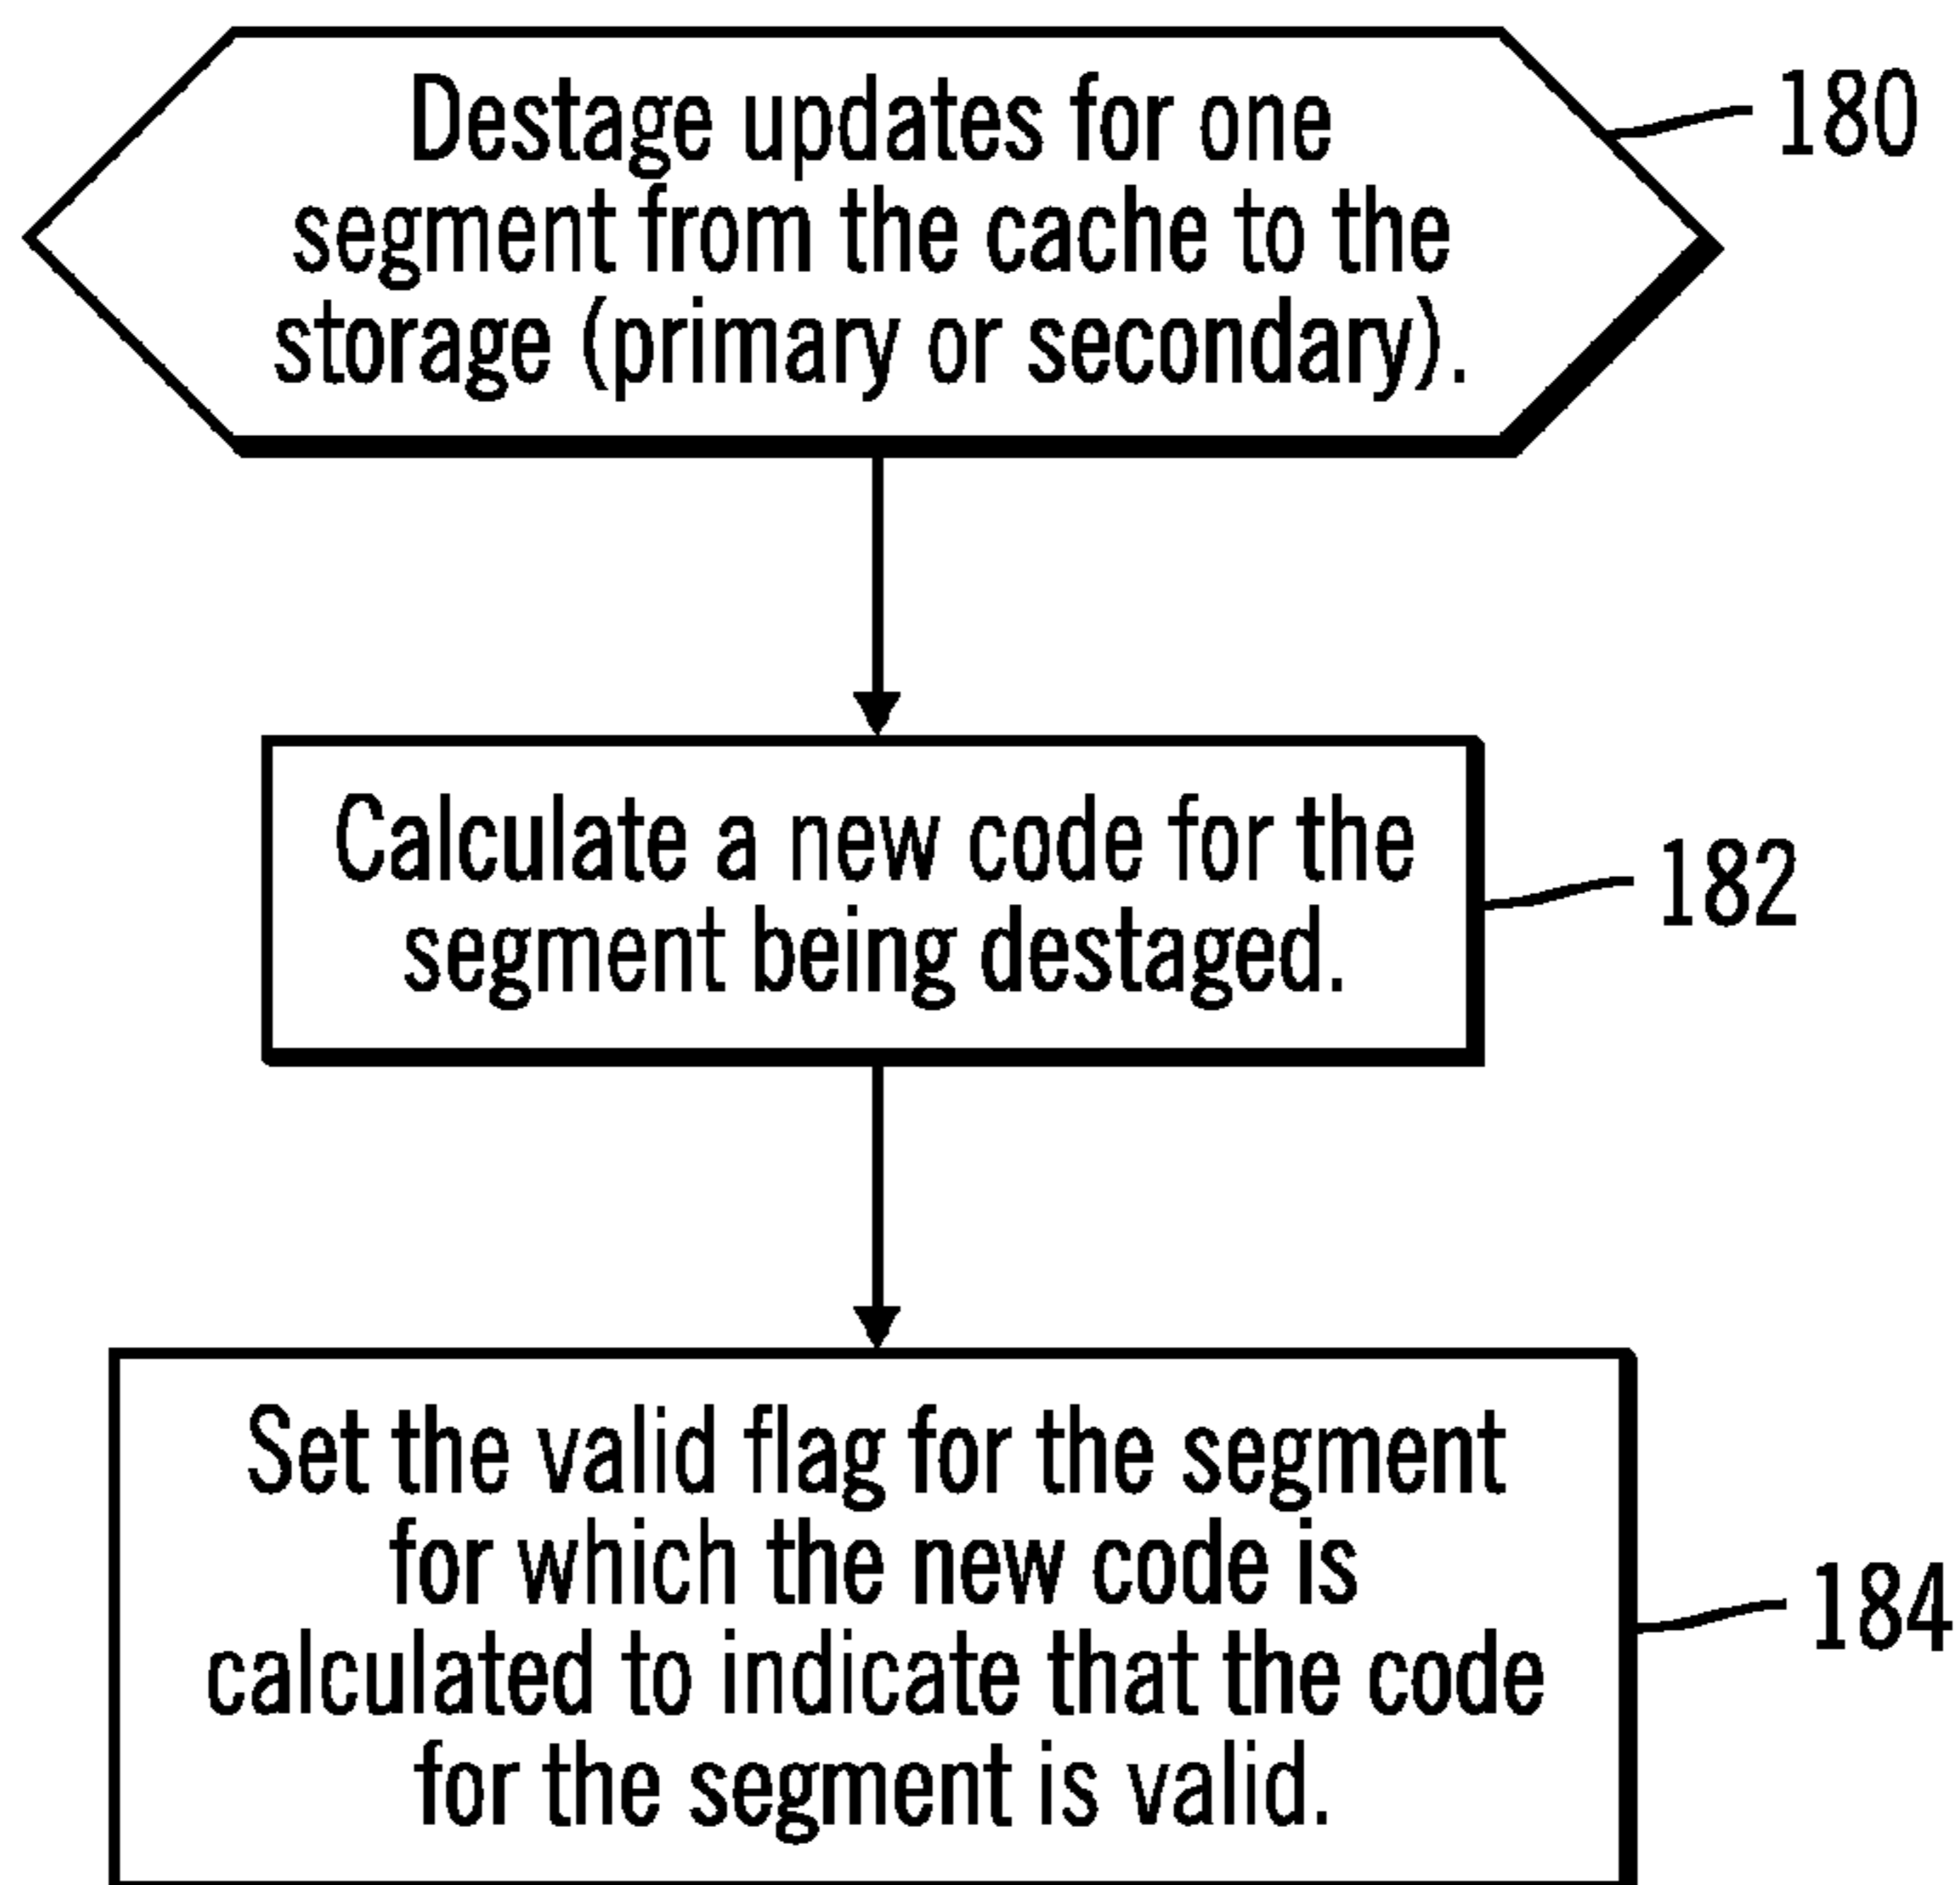 Destage updates for one
segment from the cache to the
storage (primary or secondary).
180
Calculate a new code for the
segment being destaged.
182
Set the valid flag for the segment
for which the new code is
calculated to indicate that the code
for the segment is valid.
184